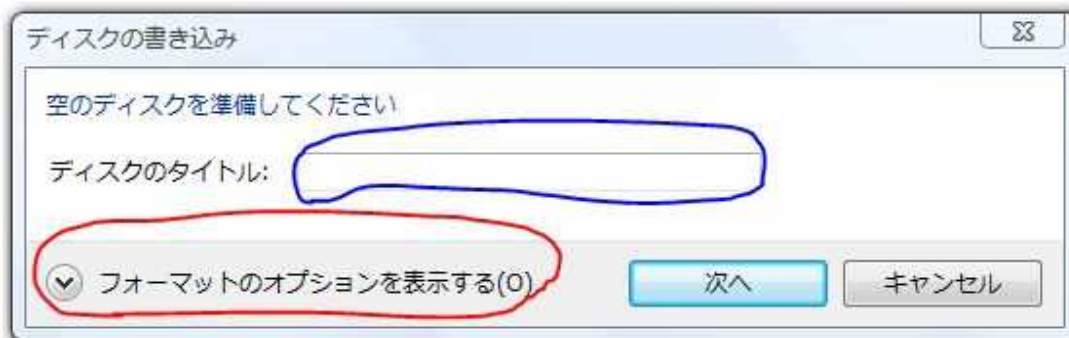 ディスクの書き込み
空のディスクを準備してください
ディスクのタイトル:
フォーマットのオプションを表示する(O)
次へ
キャンセル